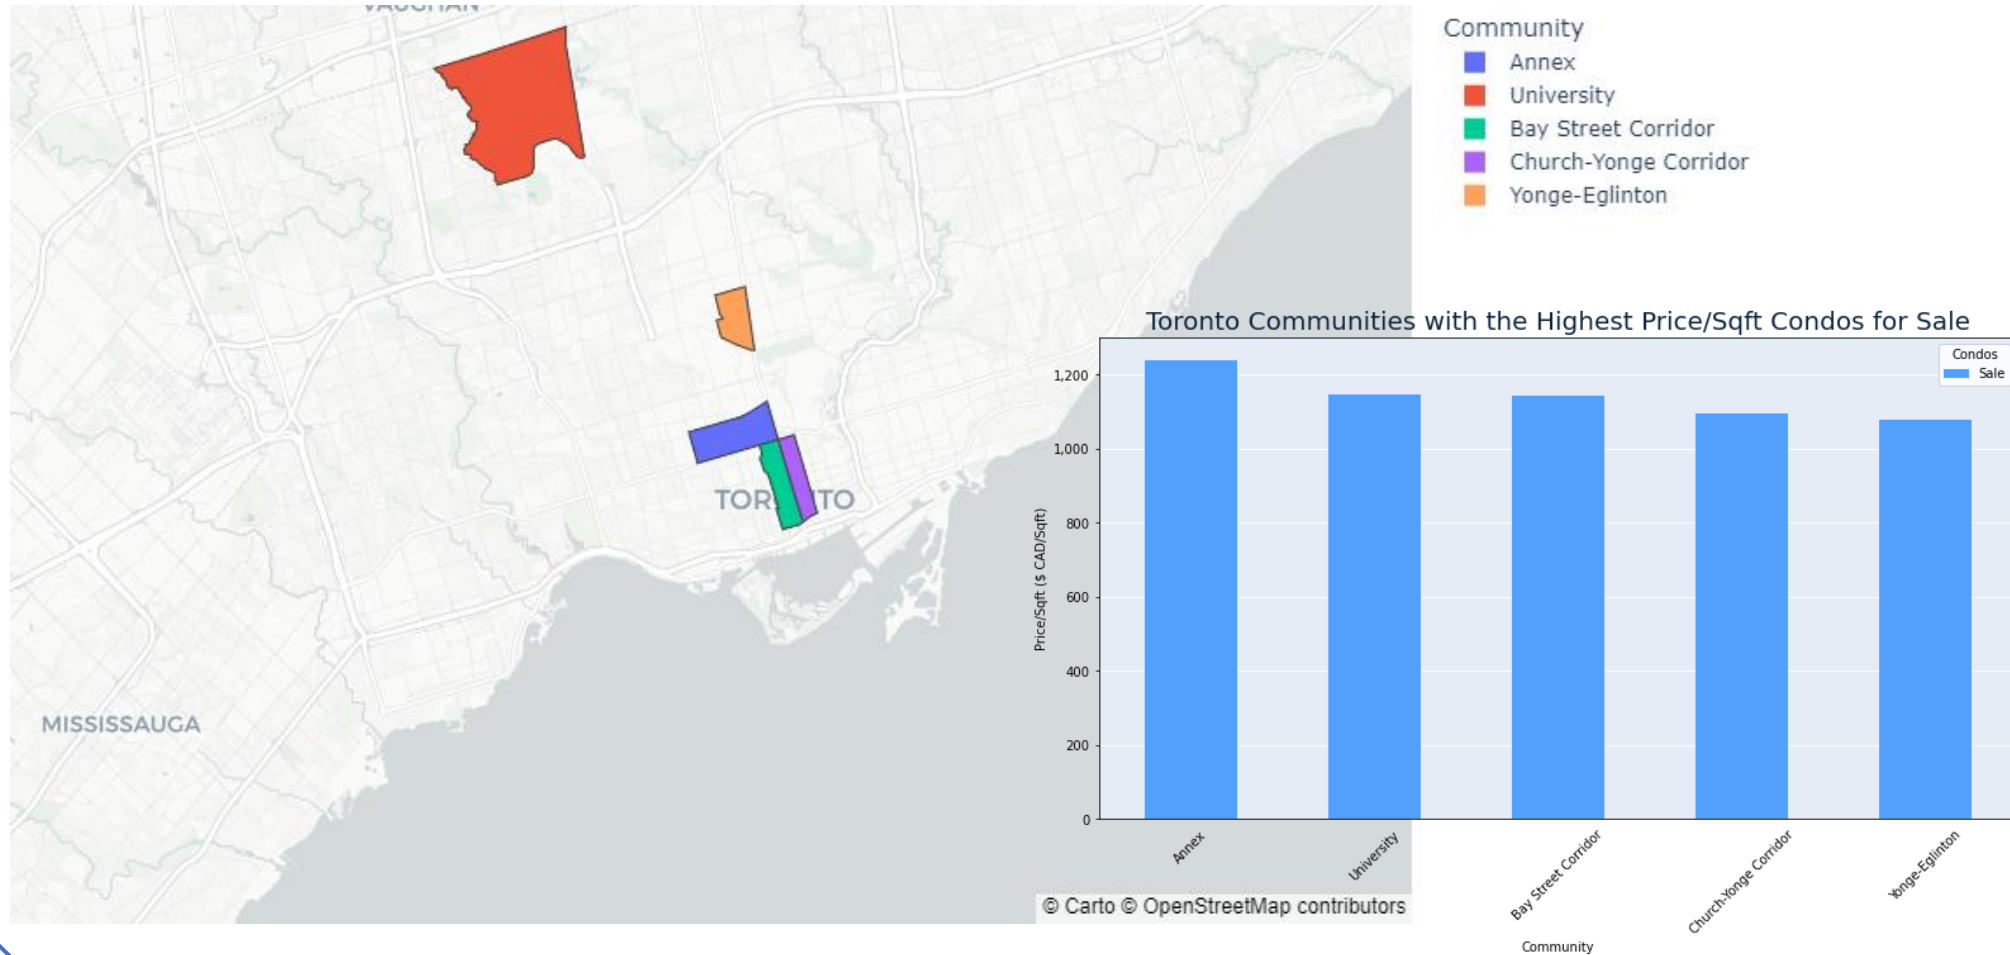 VAUGHAN
TORONTO
MISSISSAUGA
© Carto © OpenStreetMap contributors
Community
Annex
University
Bay Street Corridor
Church-Yonge Corridor
Yonge-Eglinton
Toronto Communities with the Highest Price/Sqft Condos for Sale
Condos
Sale
Price/Sqft ($ CAD/Sqft)
1,200
1,000
800
600
400
200
0
Annex
University
Bay Street Corridor
Church-Yonge Corridor
Yonge-Eglinton
Community